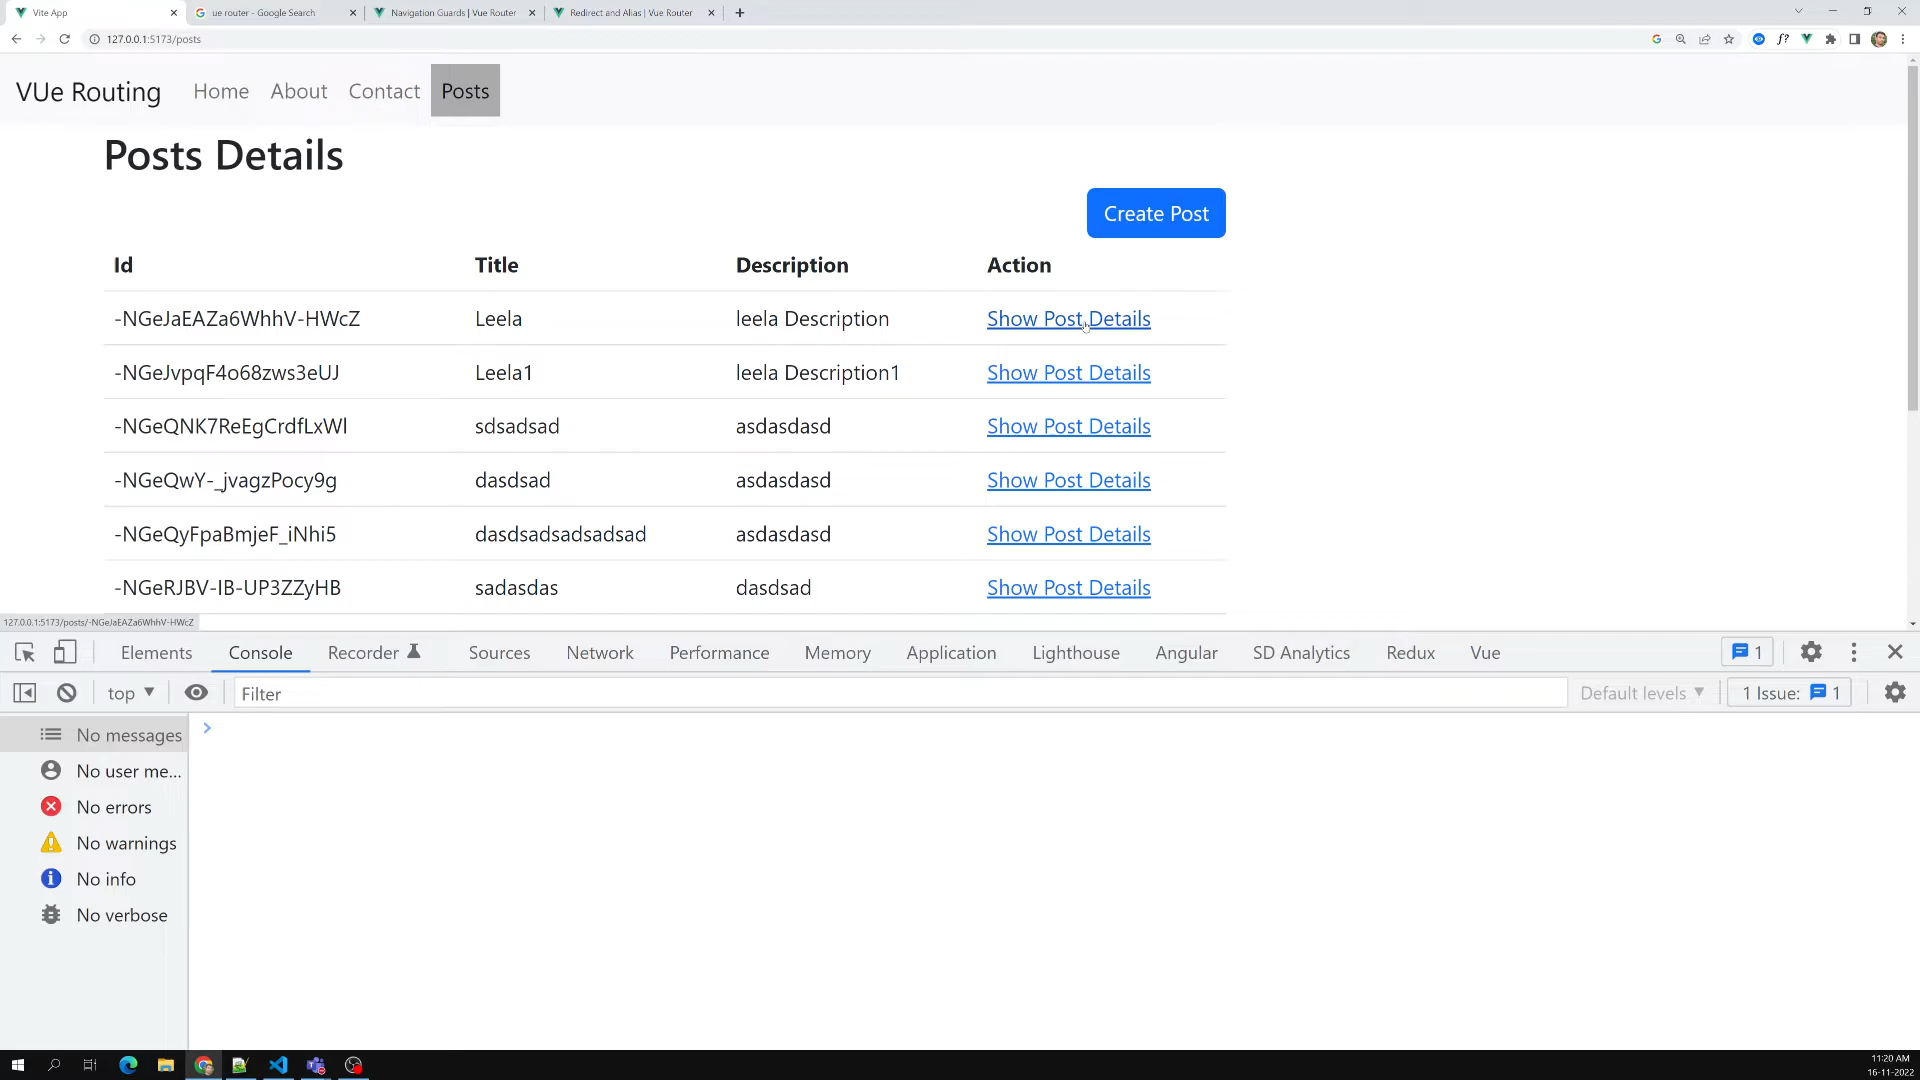 Vite App
ue router - Google Search
Navigation Guards | Vue Router
Redirect and Alias | Vue Router
127.0.0.1:5173/posts
VUe Routing Home About Contact Posts
Posts Details
Create Post
Id Title Description Action
-NGeJaEAZa6WhhV-HWcZ Leela leela Description Show Post Details
-NGeJvpqF4o68zws3eUJ Leela1 leela Description1 Show Post Details
-NGeQNK7ReEgCrdfLxWl sdsadsad asdasdasd Show Post Details
-NGeQwY-_jvagzPocy9g dasdsad asdasdasd Show Post Details
-NGeQyFpaBmjeF_iNhi5 dasdsadsadsadsad asdasdasd Show Post Details
-NGeRJBV-IB-UP3ZZyHB sadasdas dasdsad Show Post Details
127.0.0.1:5173/posts/-NGeJaEAZa6WhhV-HWcZ
Elements Console Recorder Sources Network Performance Memory Application Lighthouse Angular SD Analytics Redux Vue 1
top Filter Default levels 1 Issue: 1
No messages
No user me...
No errors
No warnings
No info
No verbose
11:20 AM
16-11-2022